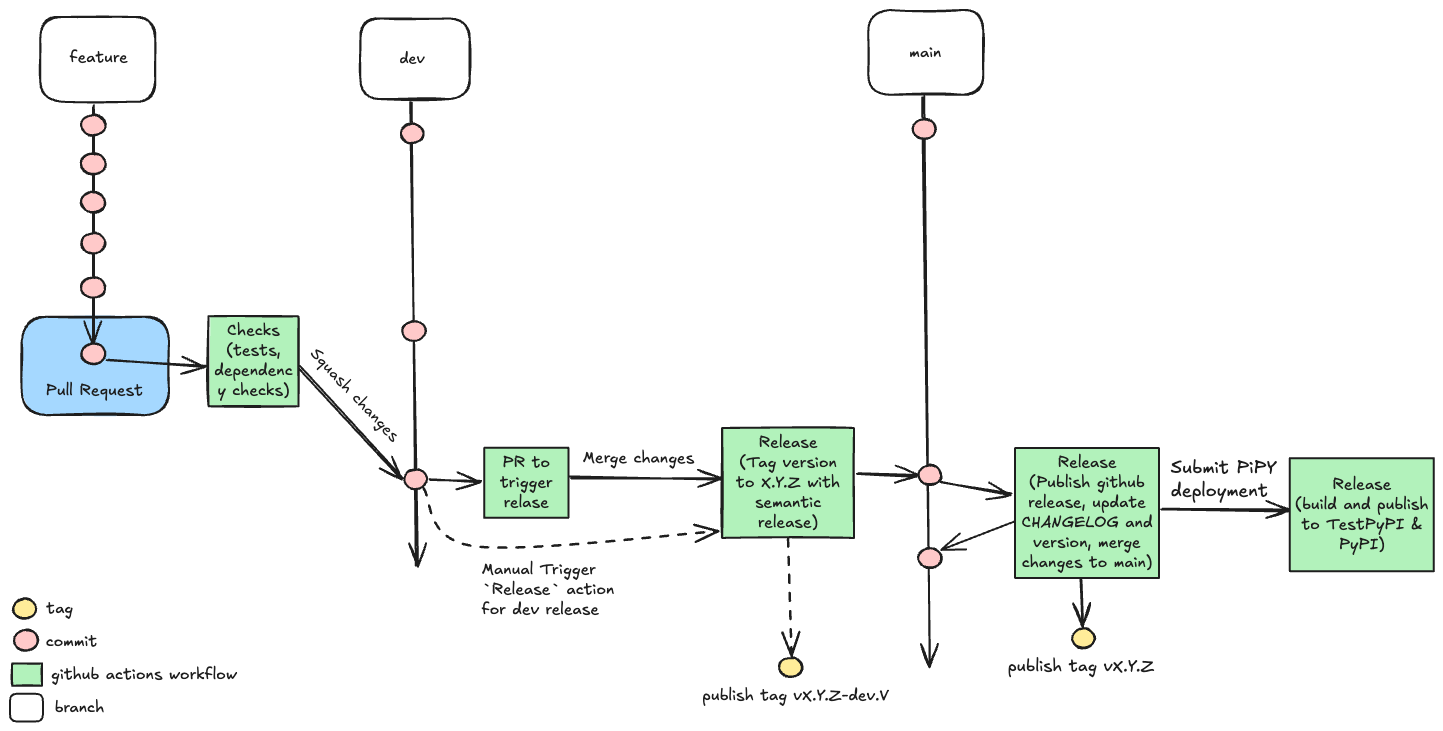 feature
dev
main
Pull Request
Checks
(tests,
dependenc
y checks)
Squash changes
PR to
trigger
relase
Merge changes
Release
(Tag version
to X.Y.Z with
semantic
release)
Manual Trigger
`Release` action
for dev release
publish tag vX.Y.Z-dev.V
Release
(Publish github
release, update
CHANGELOG and
version, merge
changes to main)
publish tag vX.Y.Z
Submit PiPY
deployment
Release
(build and publish
to TestPyPI &
PyPI)
tag
commit
github actions workflow
branch